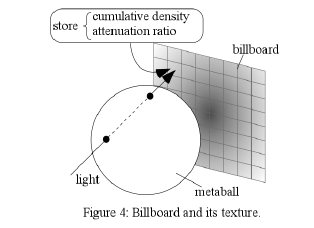 cumulative density
store
attenuation ratio
billboard
light
metaball
Figure 4: Billboard and its texture.